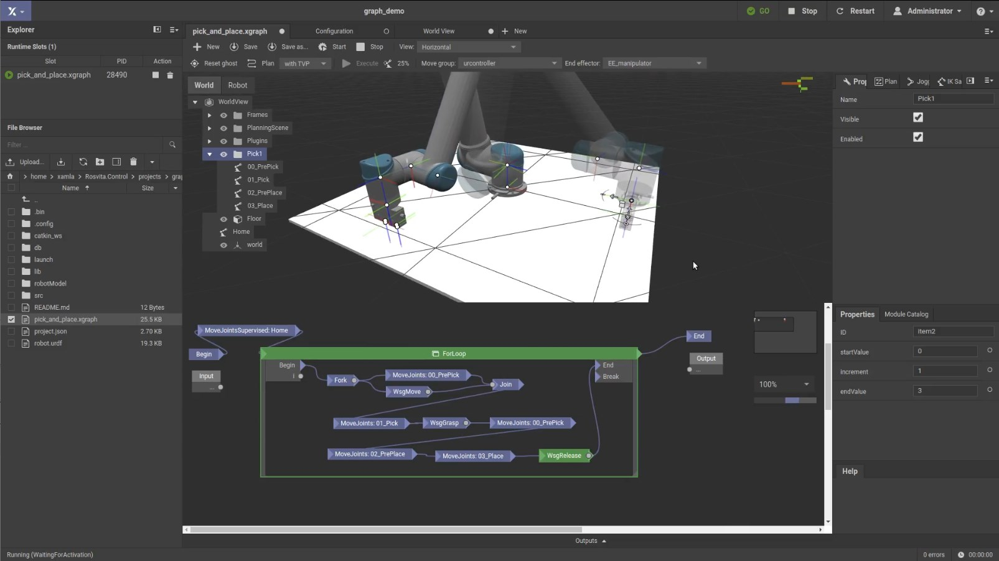 graph_demo
GO
Stop
Restart
Administrator
?
Explorer
Runtime Slots (1)
Slot
PID
Action
pick_and_place.xgraph
28490
File Browser
Filter ...
Upload...
home > xamla > Rosvita.Control > projects >
Name
Size
..
.bin
.config
catkin_ws
db
launch
lib
robotModel
src
README.md
12 Bytes
pick_and_place.xgraph
25.5 KB
project.json
2.70 KB
robot.urdf
19.3 KB
Running (WaitingForActivation)
pick_and_place.xgraph
Configuration
World View
New
New
Save
Save as...
Start
Stop
View:
Horizontal
Reset ghost
Plan
with TVP
Execute
25%
Move group:
urcontroller
End effector:
EE_manipulator
World
Robot
WorldView
Frames
PlanningScene
Plugins
Pick1
00_PrePick
01_Pick
02_PrePlace
03_Place
Floor
Home
world
Plan
IK Sa
Name
Pick1
Visible
Enabled
MoveJointsSupervised: Home
Begin
Input
...
ForLoop
Begin
i
Fork
MoveJoints: 00_PrePick
WsgMove
Join
End
Break
MoveJoints: 01_Pick
WsgGrasp
MoveJoints: 00_PrePick
MoveJoints: 02_PrePlace
MoveJoints: 03_Place
WsgRelease
End
Output
...
100%
Outputs
Properties
Module Catalog
ID
Item2
startValue
0
increment
1
endValue
3
Help
0 errors
00:00:00